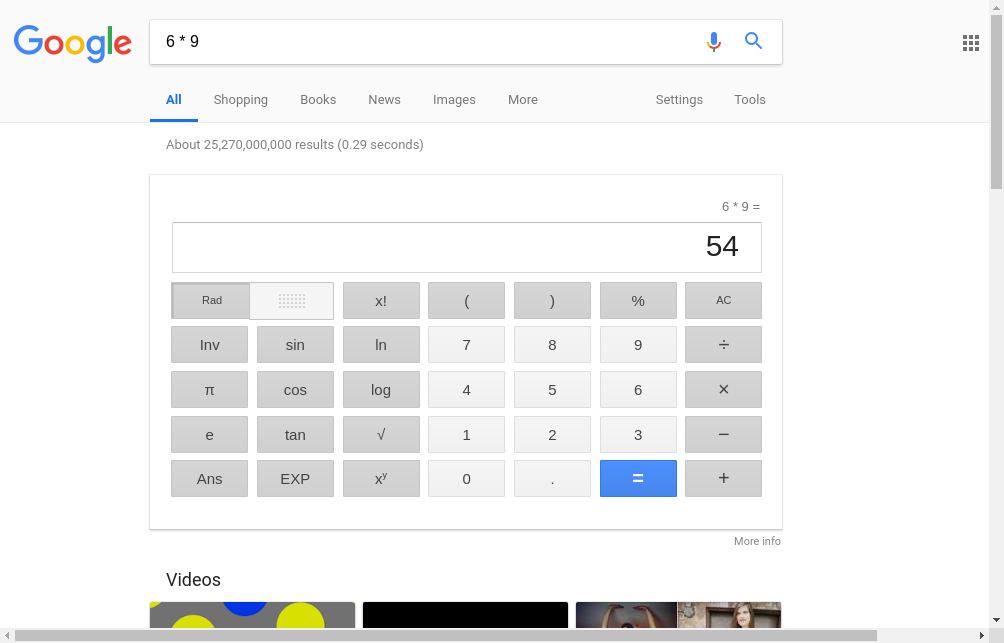 Google
6 * 9
All Shopping Books News Images More Settings Tools
About 25,270,000,000 results (0.29 seconds)
6 * 9 =
54
Rad x! ( ) % AC
Inv sin ln 7 8 9 ÷
π cos log 4 5 6 ×
e tan √ 1 2 3 −
Ans EXP xʸ 0 . = +
More info
Videos